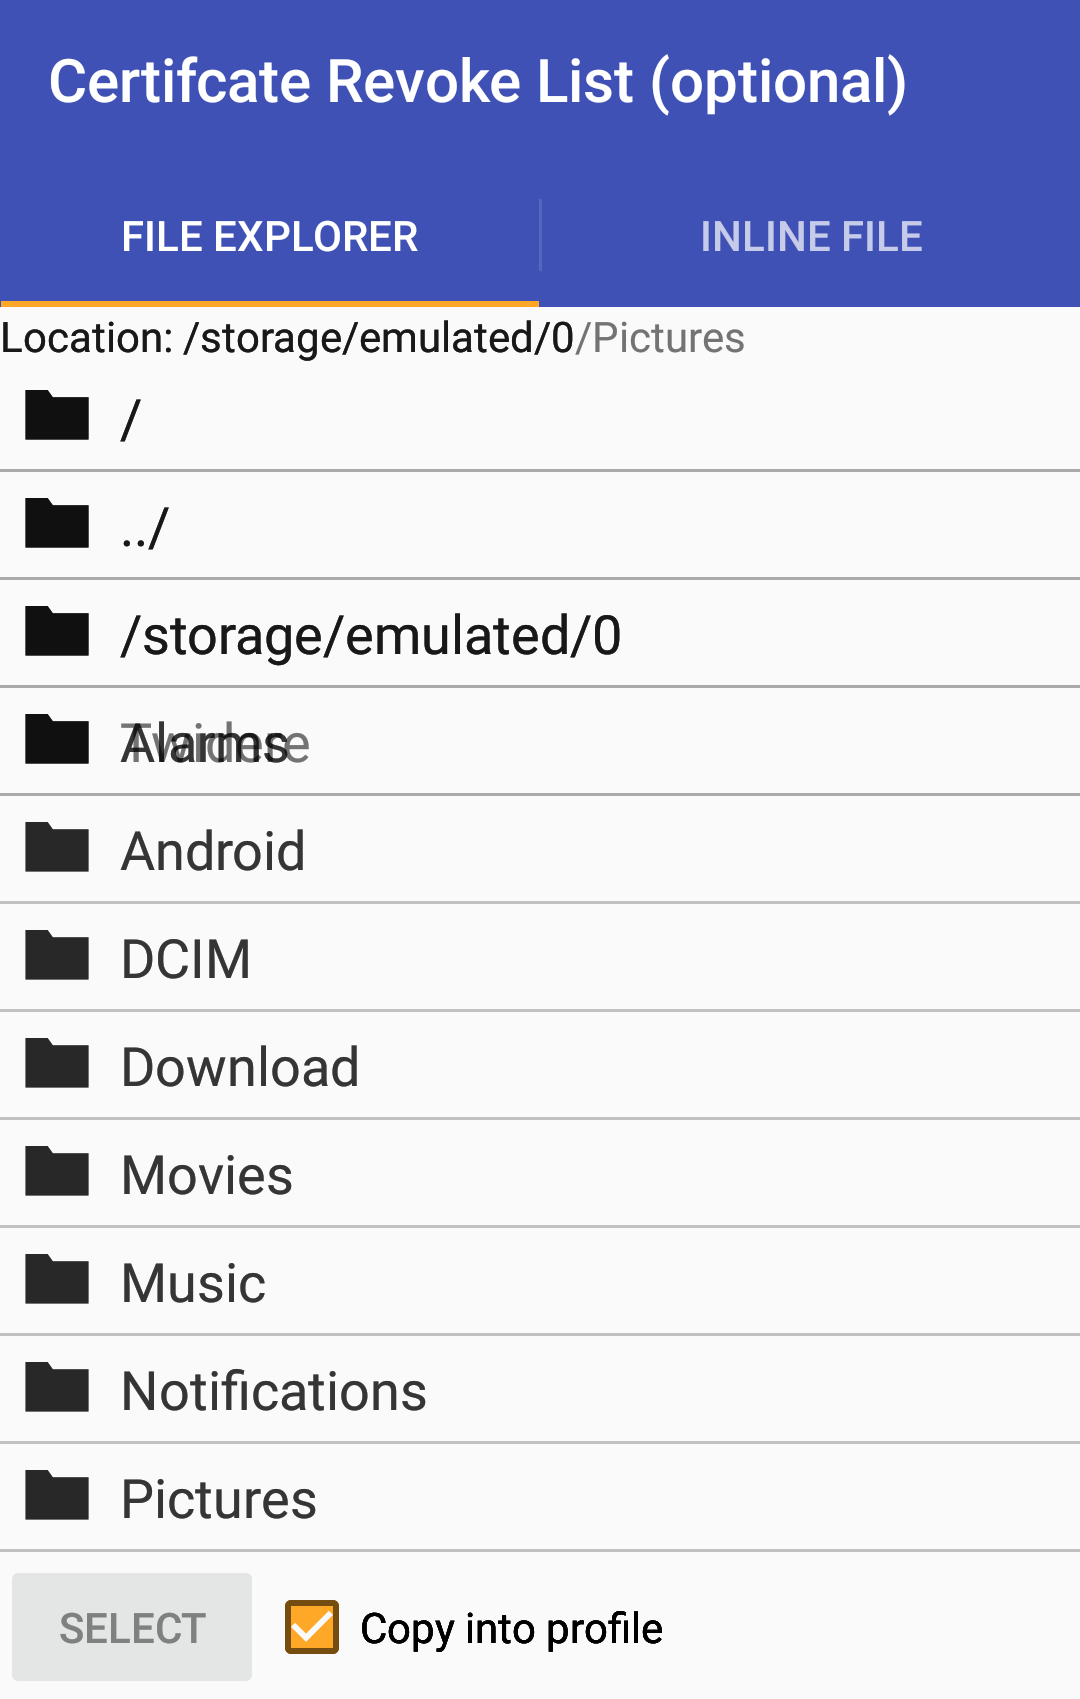 Certifcate Revoke List (optional)
FILE EXPLORER
INLINE FILE
Location: /storage/emulated/0/Pictures
/
../
/storage/emulated/0
Alarms
Android
DCIM
Download
Movies
Music
Notifications
Pictures
SELECT
Copy into profile